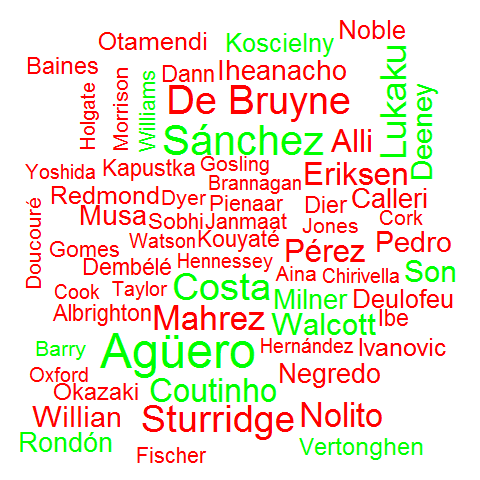 Noble
Otamendi
Koscielny
Baines
Holgate
Morrison
Williams
Dann
Iheanacho
Lukaku
Deeney
De Bruyne
Sánchez
Alli
Yoshida
Kapustka
Gosling
Eriksen
Brannagan
Redmond
Dyer
Pienaar
Dier
Calleri
Doucouré
Musa
Sobhi
Janmaat
Jones
Cork
Gomes
Watson
Kouyaté
Pérez
Pedro
Dembélé
Hennessey
Aina
Chirivella
Son
Cook
Taylor
Costa
Milner
Deulofeu
Albrighton
Mahrez
Walcott
Ibe
Barry
Agüero
Hernández
Ivanovic
Oxford
Okazaki
Coutinho
Negredo
Willian
Sturridge
Nolito
Rondón
Fischer
Vertonghen